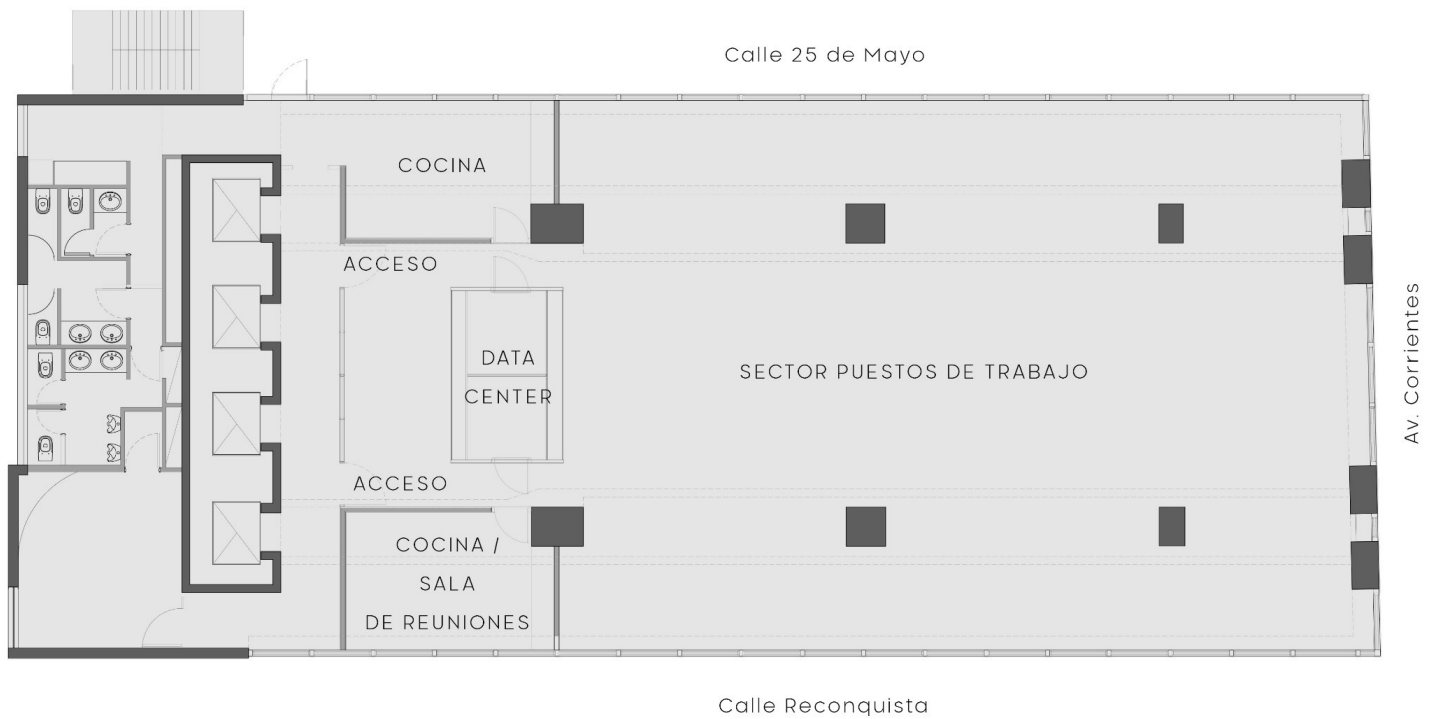 Calle 25 de Mayo
COCINA
ACCESO
DATA
CENTER
SECTOR PUESTOS DE TRABAJO
Av. Corrientes
ACCESO
COCINA /
SALA
DE REUNIONES
Calle Reconquista